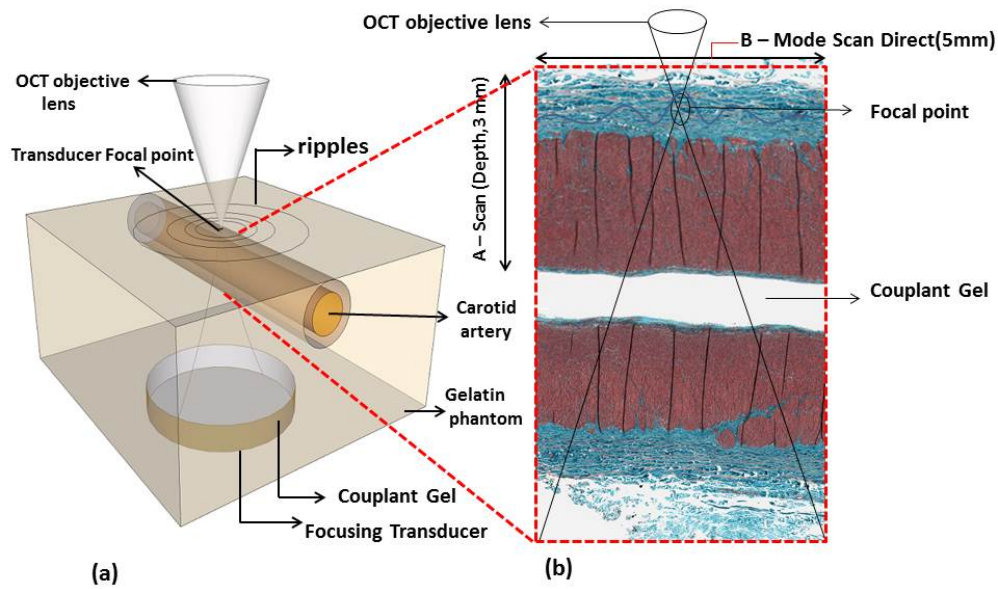 OCT objective
lens
Transducer Focal point
ripples
Carotid
artery
Gelatin
phantom
Couplant Gel
Focusing Transducer
(a)
OCT objective lens
B – Mode Scan Direct(5mm)
A – Scan (Depth, 3 mm)
Focal point
Couplant Gel
(b)